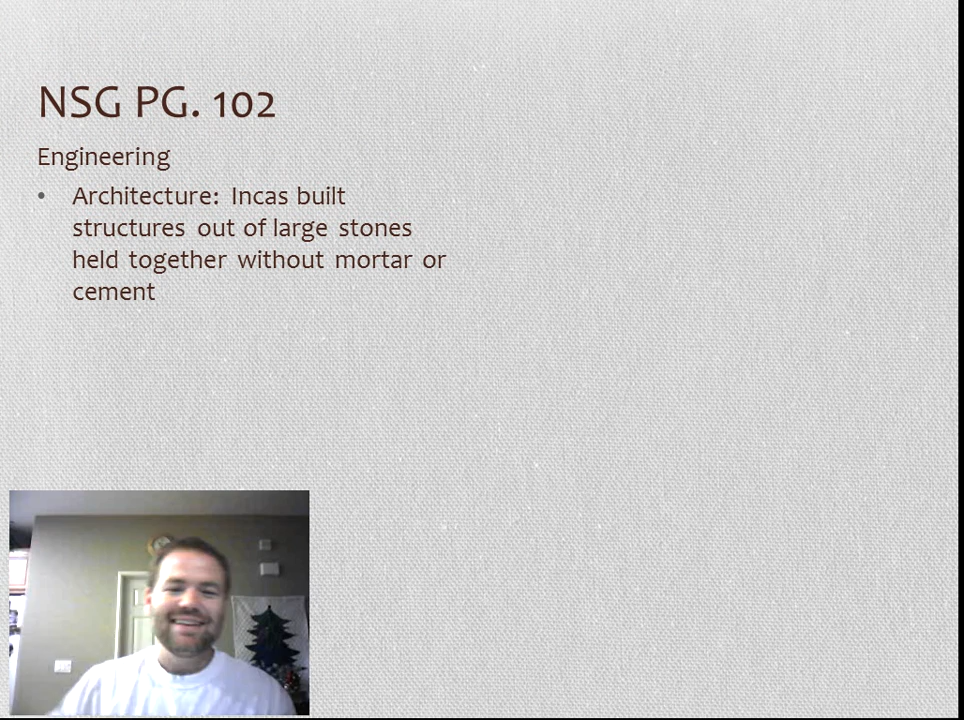 NSG PG. 102
Engineering
• Architecture: Incas built
structures out of large stones
held together without mortar or
cement